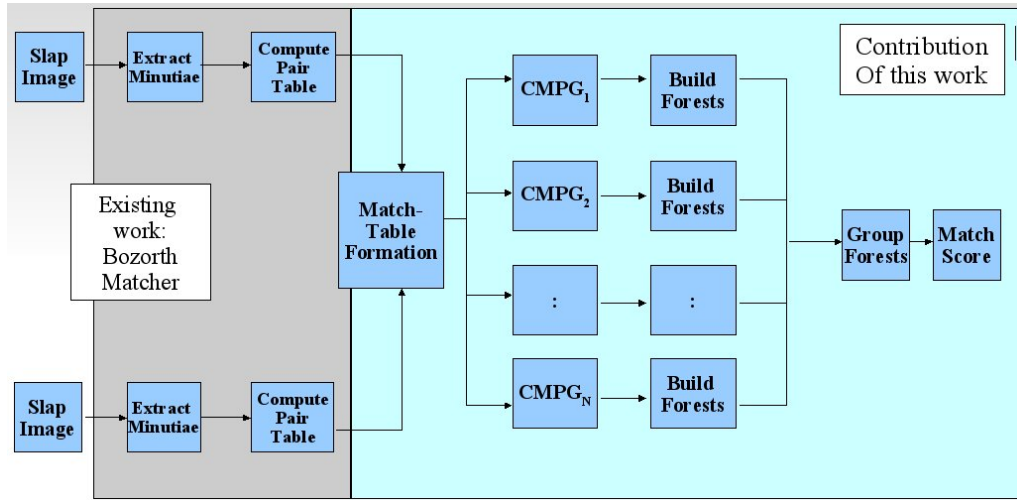 Slap
Image
Extract
Minutiae
Compute
Pair
Table
CMPG1
Build
Forests
Contribution
Of this work
CMPG2
Build
Forests
Existing
work:
Bozorth
Matcher
Match-
Table
Formation
Group
Forests
Match
Score
:
:
Slap
Image
Extract
Minutiae
Compute
Pair
Table
CMPGN
Build
Forests